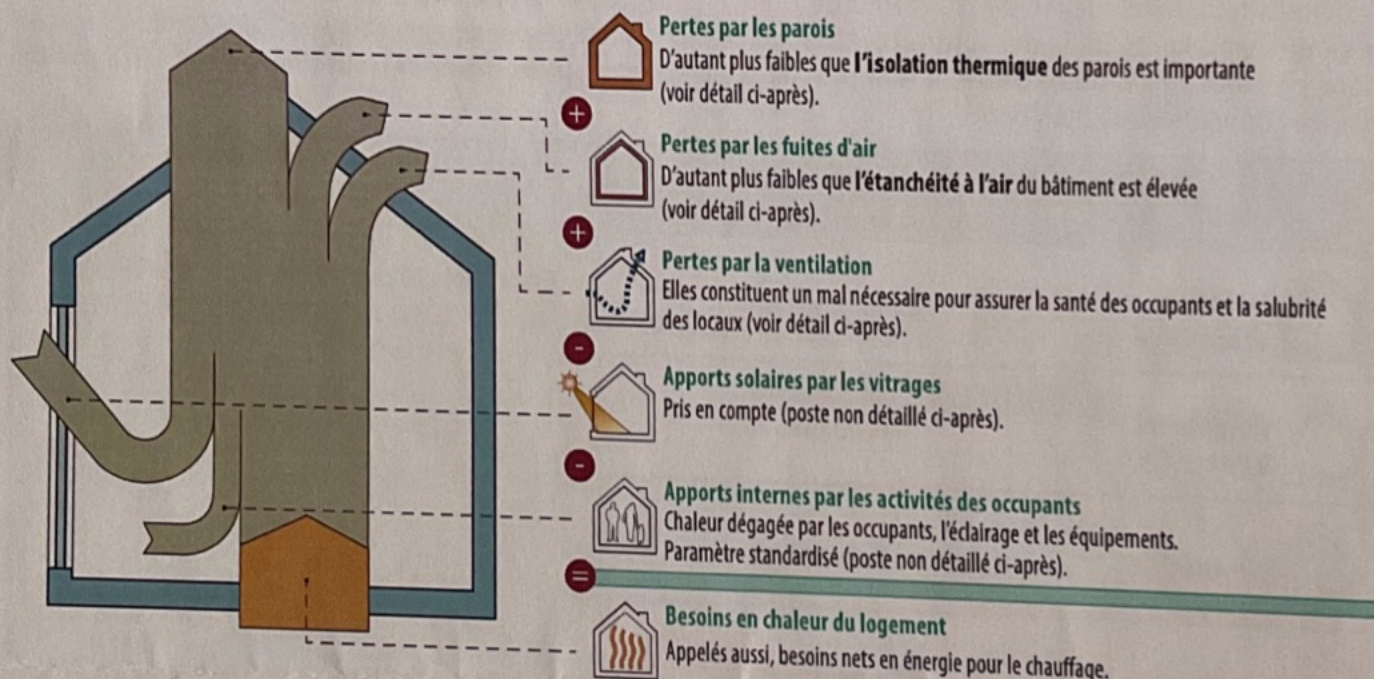 Pertes par les parois
D'autant plus faibles que l'isolation thermique des parois est importante
(voir détail ci-après).
+
Pertes par les fuites d'air
D'autant plus faibles que l'étanchéité à l'air du bâtiment est élevée
(voir détail ci-après).
+
Pertes par la ventilation
Elles constituent un mal nécessaire pour assurer la santé des occupants et la salubrité
des locaux (voir détail ci-après).
-
Apports solaires par les vitrages
Pris en compte (poste non détaillé ci-après).
-
Apports internes par les activités des occupants
Chaleur dégagée par les occupants, l'éclairage et les équipements.
Paramètre standardisé (poste non détaillé ci-après).
=
Besoins en chaleur du logement
Appelés aussi, besoins nets en énergie pour le chauffage.